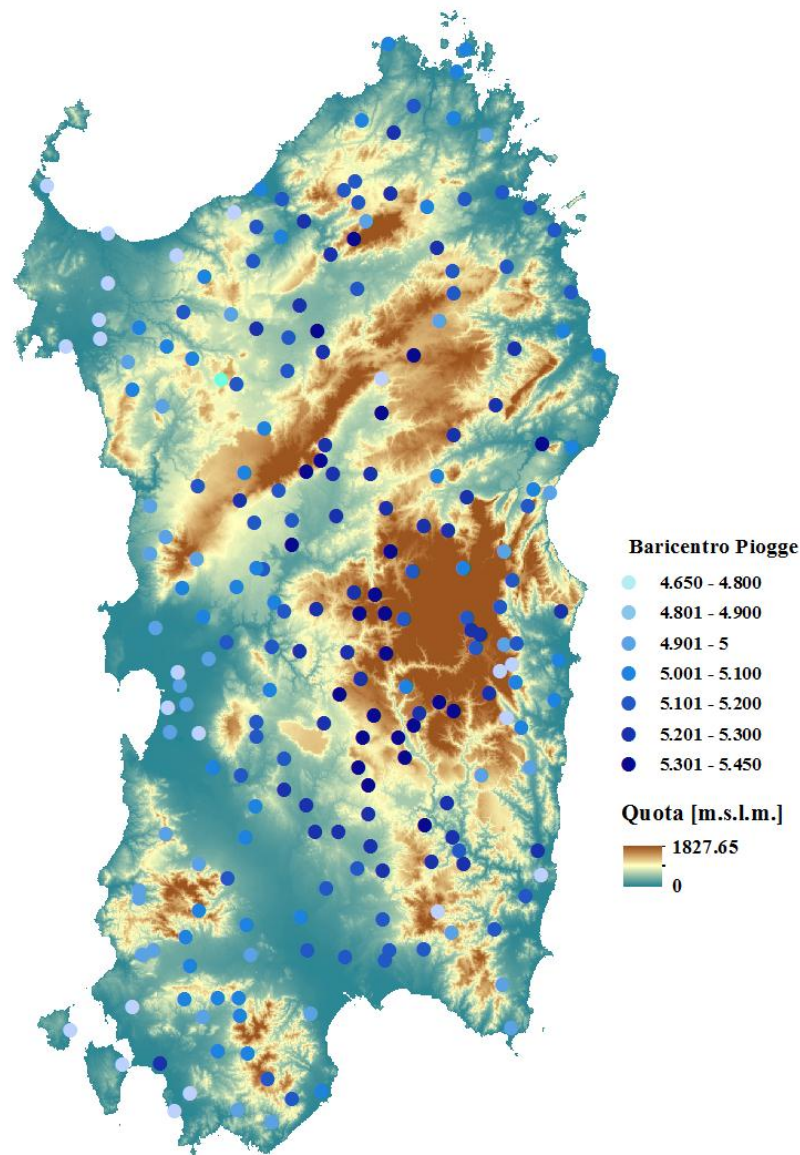 Baricentro Piogge
4.650 - 4.800
4.801 - 4.900
4.901 - 5
5.001 - 5.100
5.101 - 5.200
5.201 - 5.300
5.301 - 5.450
Quota [m.s.l.m.]
1827.65
0